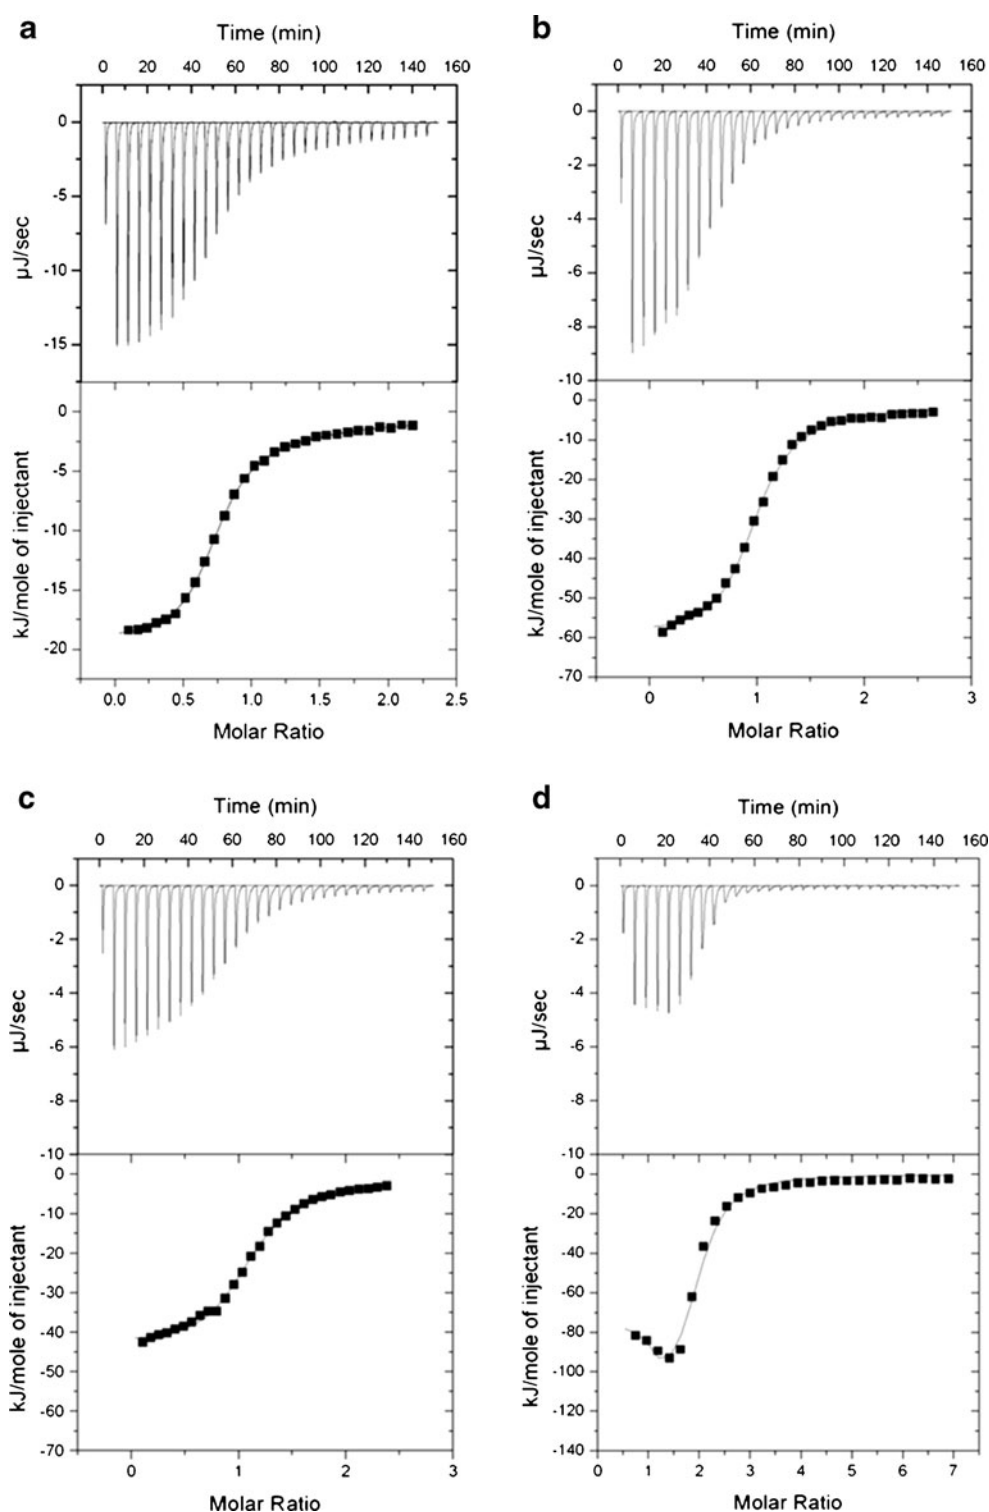 a
Time (min)
0 20 40 60 80 100 120 140 160
0
-5
-10
-15
µJ/sec
0
-5
-10
-15
-20
kJ/mole of injectant
0.0 0.5 1.0 1.5 2.0 2.5
Molar Ratio
b
Time (min)
0 20 40 60 80 100 120 140 160
0
-2
-4
-6
-8
-10
µJ/sec
0
-10
-20
-30
-40
-50
-60
-70
kJ/mole of injectant
0 1 2 3
Molar Ratio
c
Time (min)
0 20 40 60 80 100 120 140 160
0
-2
-4
-6
-8
-10
µJ/sec
0
-10
-20
-30
-40
-50
-60
-70
kJ/mole of injectant
0 1 2 3
Molar Ratio
d
Time (min)
0 20 40 60 80 100 120 140 160
0
-2
-4
-6
-8
-10
µJ/sec
0
-20
-40
-60
-80
-100
-120
-140
kJ/mole of injectant
0 1 2 3 4 5 6 7
Molar Ratio